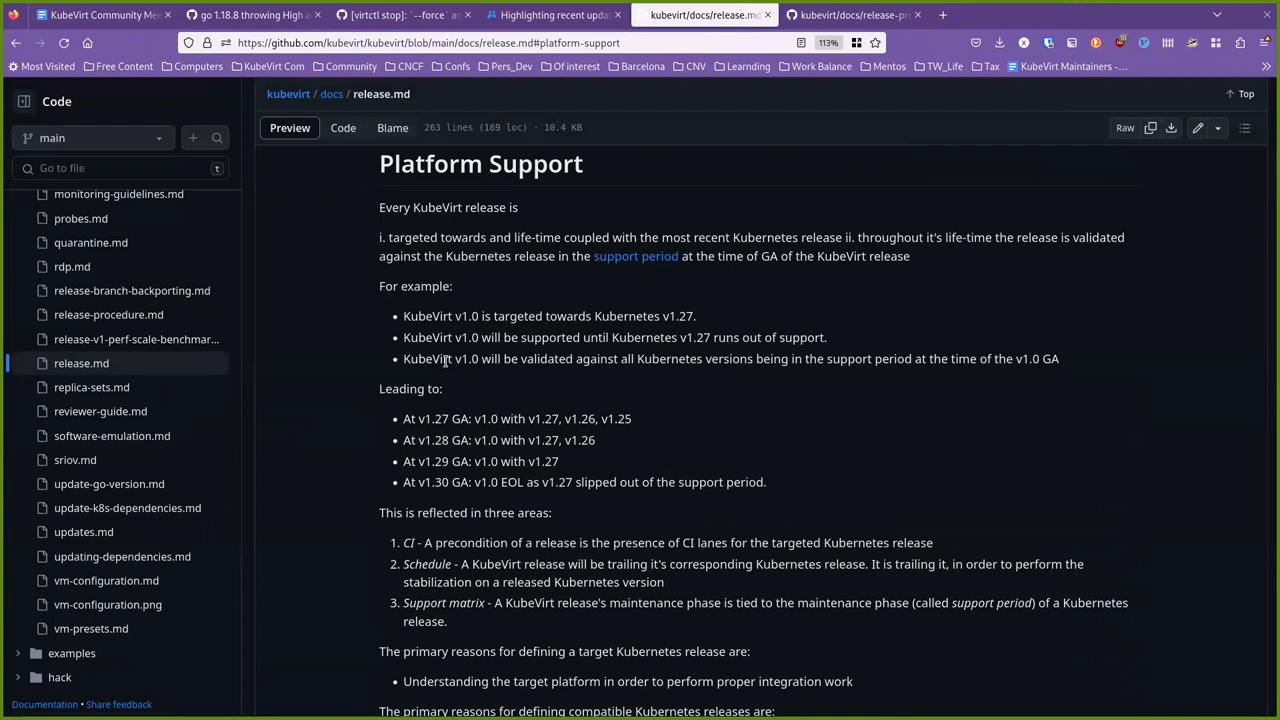 KubeVirt Community Mee
go 1.18.8 throwing High a
[virtctl stop]: `--force` an
Highlighting recent updat
kubevirt/docs/release.md
kubevirt/docs/release-pr
https://github.com/kubevirt/kubevirt/blob/main/docs/release.md#platform-support
113%
10
Most Visited
Free Content
Computers
KubeVirt Com
Community
CNCF
Confs
Pers_Dev
Of interest
Barcelona
CNV
Learnding
Work Balance
Mentos
TW_Life
Tax
KubeVirt Maintainers -...
Code
kubevirt / docs / release.md
Top
main
Preview
Code
Blame
263 lines (169 loc) · 10.4 KB
Raw
Go to file
t
monitoring-guidelines.md
probes.md
quarantine.md
rdp.md
release-branch-backporting.md
release-procedure.md
release-v1-perf-scale-benchmar...
release.md
replica-sets.md
reviewer-guide.md
software-emulation.md
sriov.md
update-go-version.md
update-k8s-dependencies.md
updates.md
updating-dependencies.md
vm-configuration.md
vm-configuration.png
vm-presets.md
examples
hack
Documentation • Share feedback
Platform Support
Every KubeVirt release is
i. targeted towards and life-time coupled with the most recent Kubernetes release ii. throughout it's life-time the release is validated
against the Kubernetes release in the support period at the time of GA of the KubeVirt release
For example:
• KubeVirt v1.0 is targeted towards Kubernetes v1.27.
• KubeVirt v1.0 will be supported until Kubernetes v1.27 runs out of support.
• KubeVirt v1.0 will be validated against all Kubernetes versions being in the support period at the time of the v1.0 GA
Leading to:
• At v1.27 GA: v1.0 with v1.27, v1.26, v1.25
• At v1.28 GA: v1.0 with v1.27, v1.26
• At v1.29 GA: v1.0 with v1.27
• At v1.30 GA: v1.0 EOL as v1.27 slipped out of the support period.
This is reflected in three areas:
1. CI - A precondition of a release is the presence of CI lanes for the targeted Kubernetes release
2. Schedule - A KubeVirt release will be trailing it's corresponding Kubernetes release. It is trailing it, in order to perform the
stabilization on a released Kubernetes version
3. Support matrix - A KubeVirt release's maintenance phase is tied to the maintenance phase (called support period) of a Kubernetes
release.
The primary reasons for defining a target Kubernetes release are:
• Understanding the target platform in order to perform proper integration work
The primary reasons for defining compatible Kubernetes releases are: